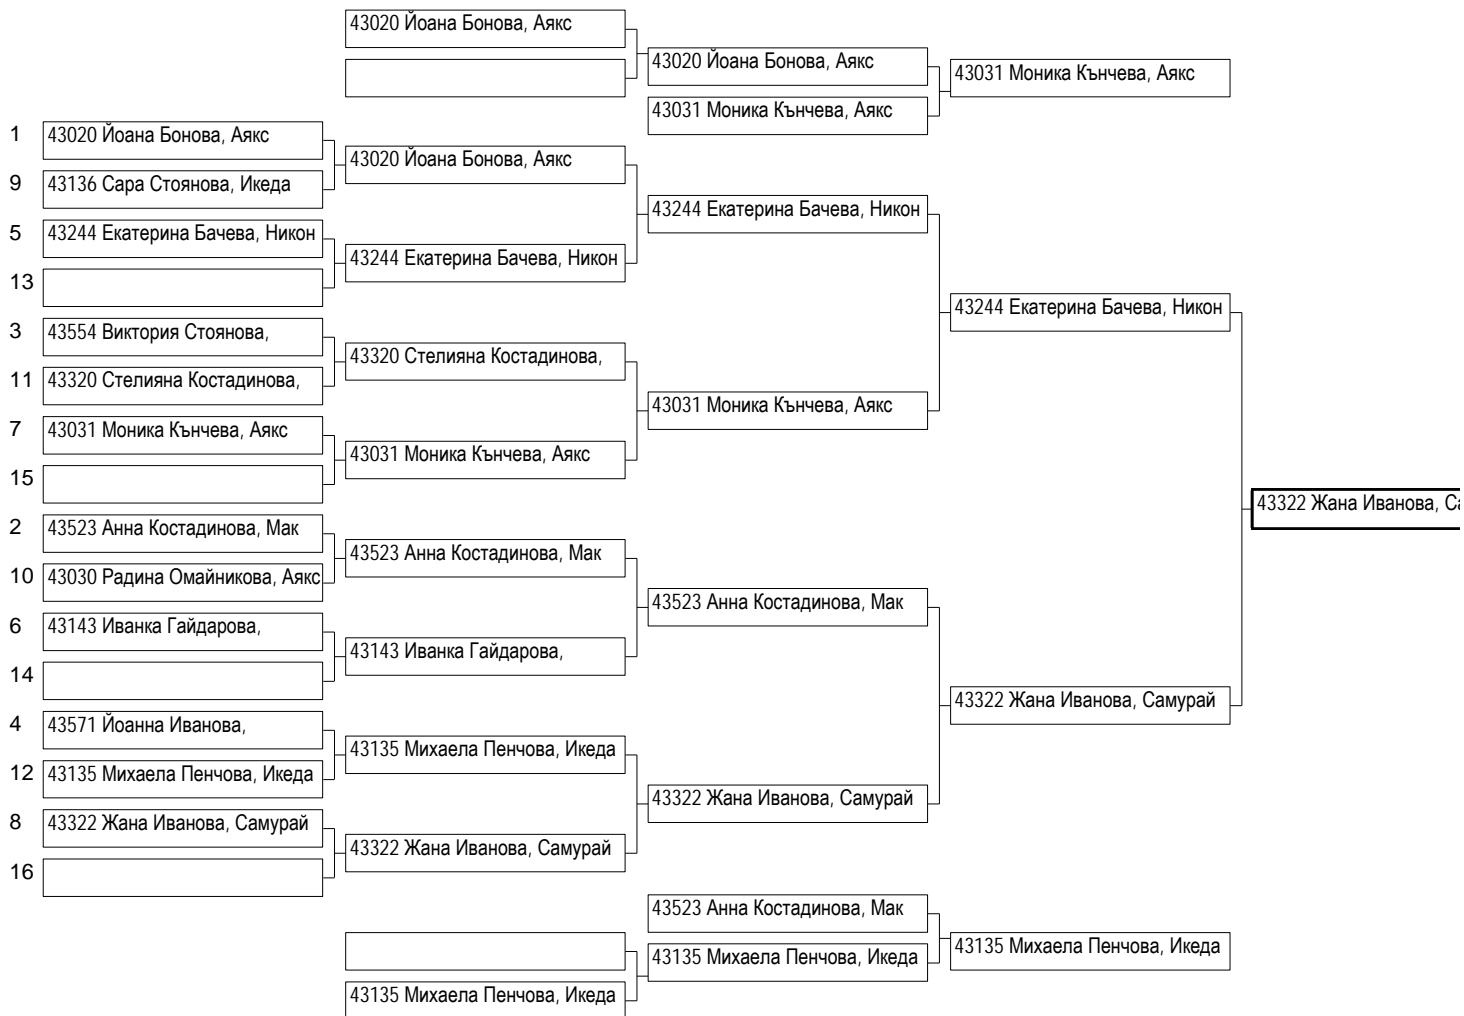 43020 Йоана Бонова, Аякс
43020 Йоана Бонова, Аякс
43031 Моника Кънчева, Аякс
43031 Моника Кънчева, Аякс
1 43020 Йоана Бонова, Аякс
43020 Йоана Бонова, Аякс
9 43136 Сара Стоянова, Икеда
43244 Екатерина Бачева, Никон
5 43244 Екатерина Бачева, Никон
43244 Екатерина Бачева, Никон
13
43244 Екатерина Бачева, Никон
3 43554 Виктория Стоянова,
43320 Стелияна Костадинова,
11 43320 Стелияна Костадинова,
43031 Моника Кънчева, Аякс
7 43031 Моника Кънчева, Аякс
43031 Моника Кънчева, Аякс
15
43322 Жана Иванова,
2 43523 Анна Костадинова, Мак
43523 Анна Костадинова, Мак
10 43030 Радина Омайникова, Аякс
43523 Анна Костадинова, Мак
6 43143 Иванка Гайдарова,
43143 Иванка Гайдарова,
14
43322 Жана Иванова, Самурай
4 43571 Йоанна Иванова,
43135 Михаела Пенчова, Икеда
12 43135 Михаела Пенчова, Икеда
43322 Жана Иванова, Самурай
8 43322 Жана Иванова, Самурай
43322 Жана Иванова, Самурай
16
43523 Анна Костадинова, Мак
43135 Михаела Пенчова, Икеда
43135 Михаела Пенчова, Икеда
43135 Михаела Пенчова, Икеда